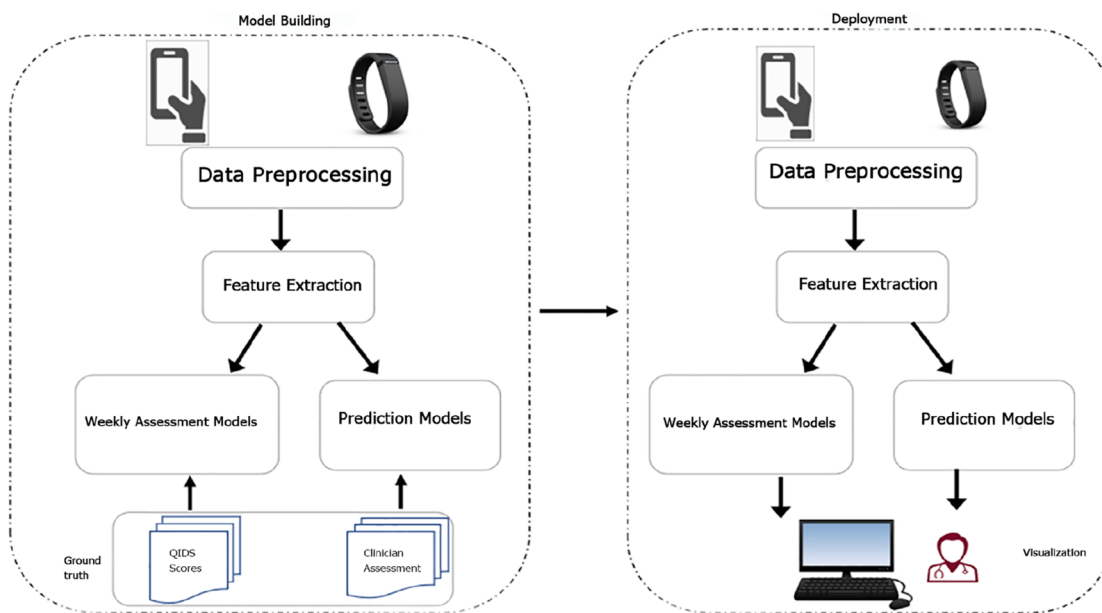 Model Building
Data Preprocessing
Feature Extraction
Weekly Assessment Models
Prediction Models
Ground
truth
QIDS
Scores
Clinician
Assessment
Deployment
Data Preprocessing
Feature Extraction
Weekly Assessment Models
Prediction Models
Visualization